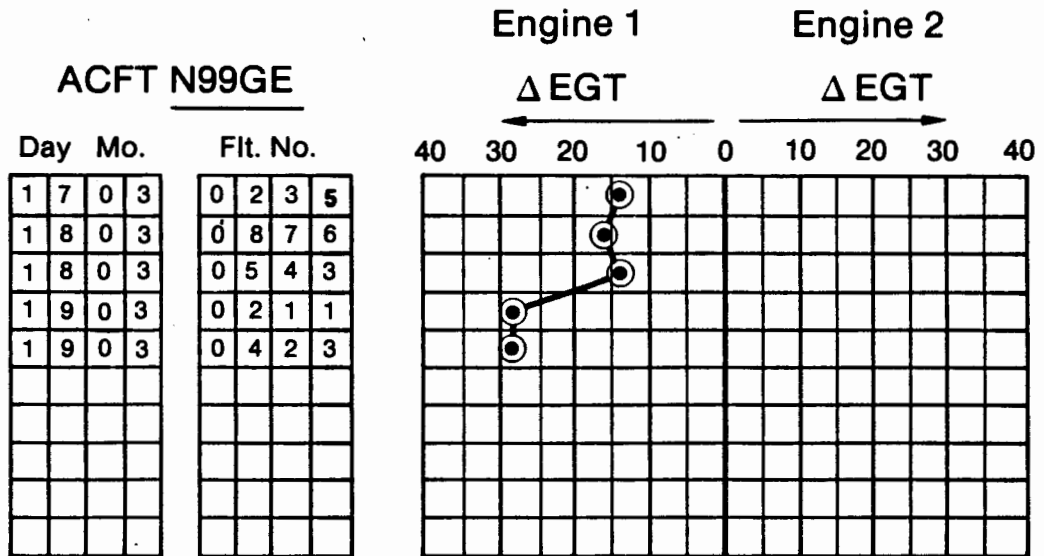 Engine 1 Engine 2
ACFT N99GE
Δ EGT Δ EGT
Day Mo. Flt. No. 40 30 20 10 0 10 20 30 40
1 7 0 3 0 2 3 5
1 8 0 3 0 8 7 6
1 8 0 3 0 5 4 3
1 9 0 3 0 2 1 1
1 9 0 3 0 4 2 3